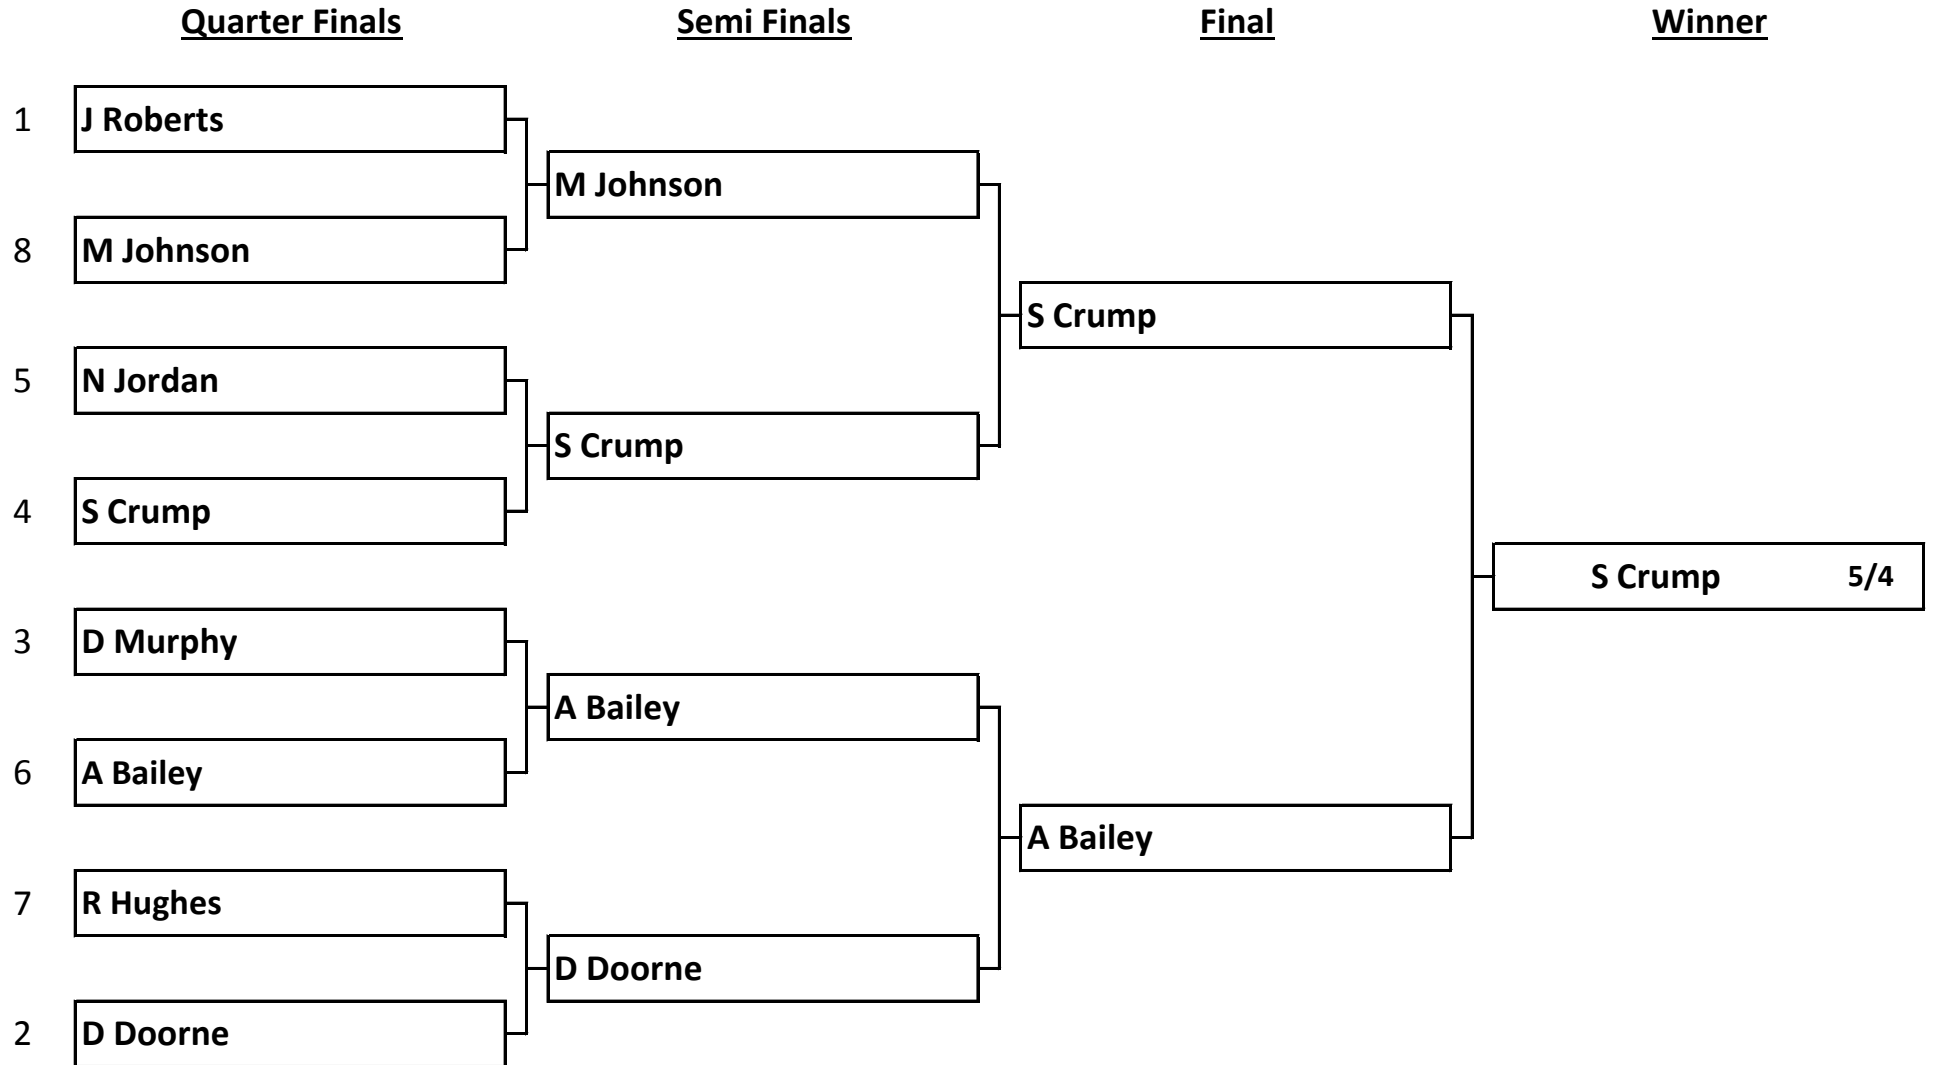 Quarter Finals Semi Finals Final Winner
1 J Roberts
M Johnson
8 M Johnson
S Crump
5 N Jordan
S Crump
4 S Crump
S Crump 5/4
3 D Murphy
A Bailey
6 A Bailey
A Bailey
7 R Hughes
D Doorne
2 D Doorne